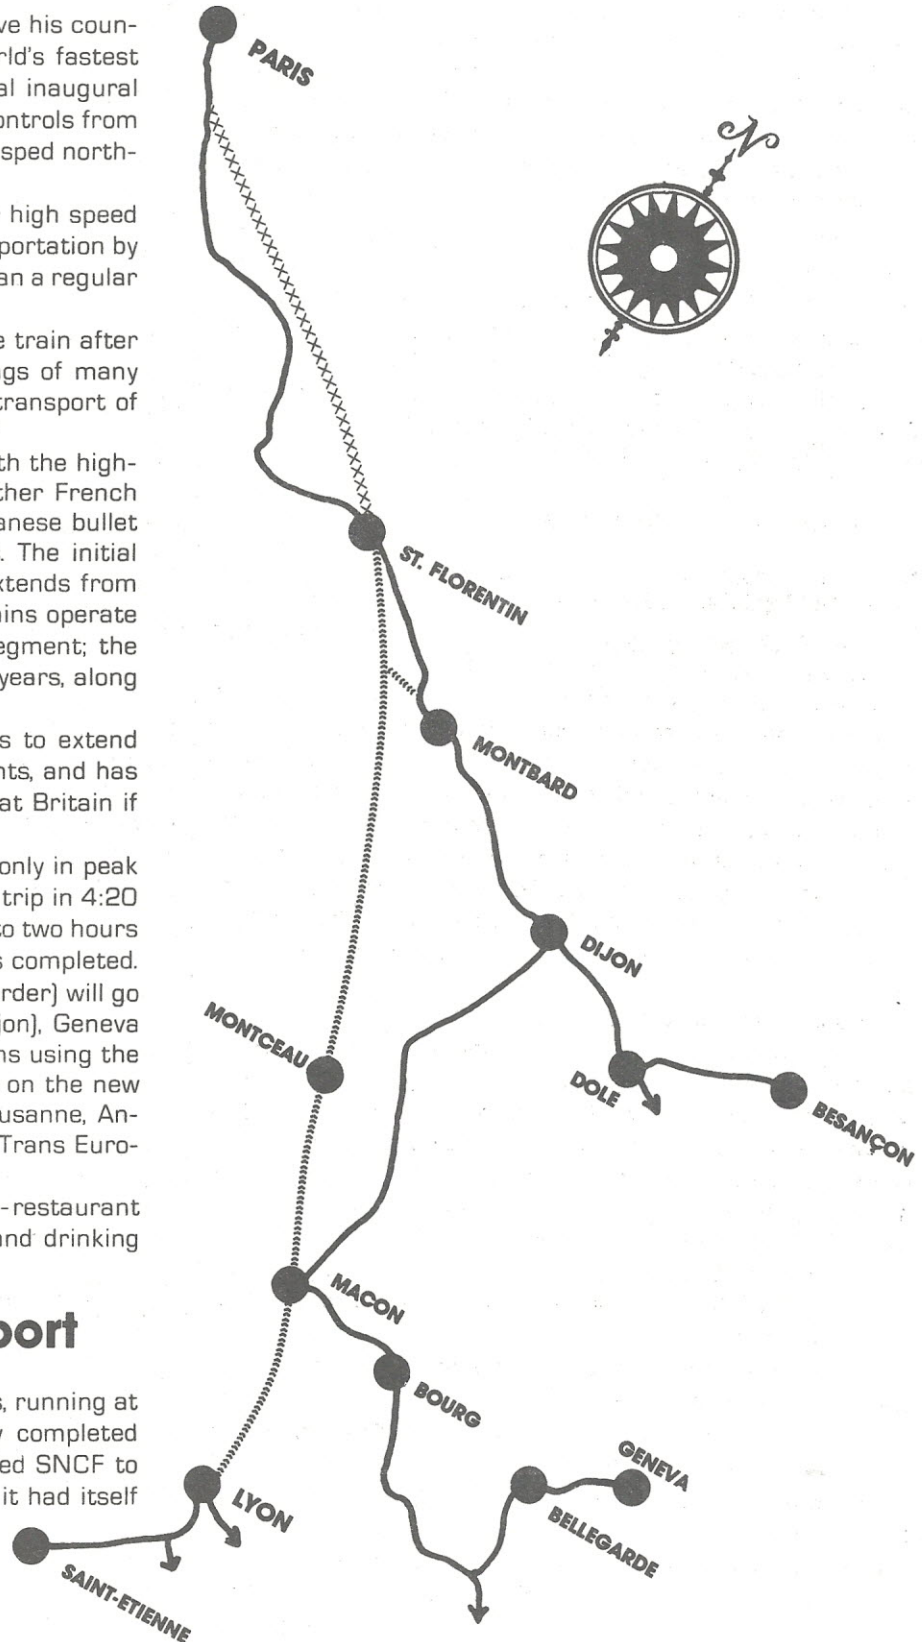 ve his coun-
rld's fastest
al inaugural
ontrols from
sped north-
high speed
portation by
an a regular
e train after
gs of many
transport of
th the high-
ther French
anese bullet
. The initial
xtends from
ains operate
egment; the
years, along
s to extend
nts, and has
at Britain if
only in peak
trip in 4:20
to two hours
s completed.
rder) will go
jon), Geneva
ns using the
on the new
usanne, An-
Trans Euro-
-restaurant
and drinking
port
s, running at
y completed
ed SNCF to
it had itself
PARIS
N
ST. FLORENTIN
MONTBARD
DIJON
MONTCEAU
DOLE
BESANÇON
MACON
BOURG
GENEVA
BELLEGARDE
LYON
SAINT-ETIENNE